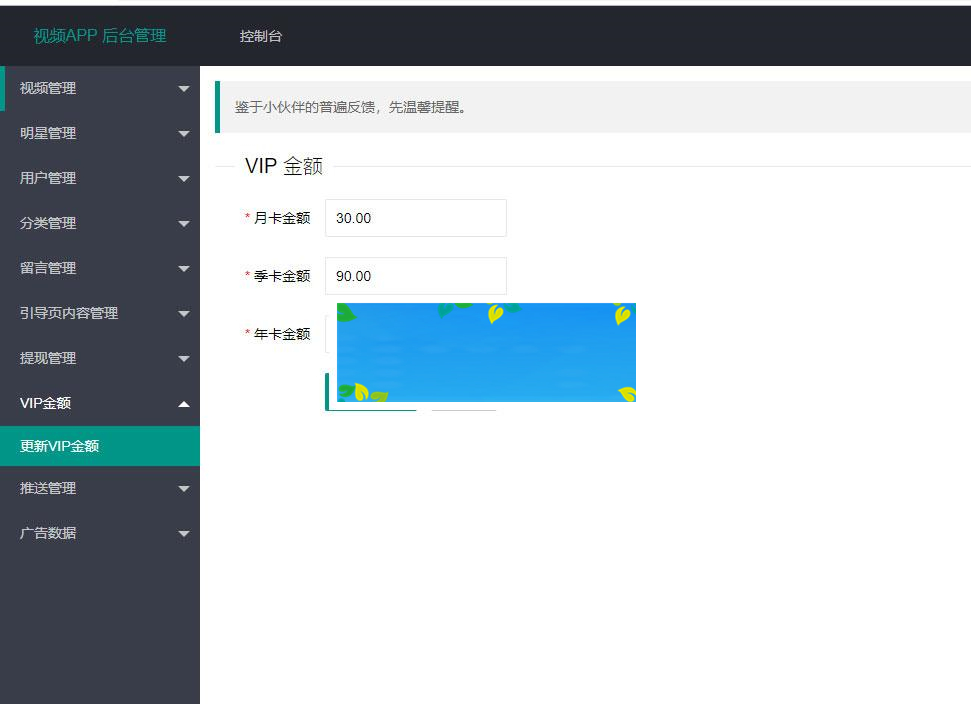 视频APP 后台管理
控制台
视频管理
明星管理
用户管理
分类管理
留言管理
引导页内容管理
提现管理
VIP金额
更新VIP金额
推送管理
广告数据
鉴于小伙伴的普遍反馈，先温馨提醒。
VIP 金额
* 月卡金额 30.00
* 季卡金额 90.00
* 年卡金额